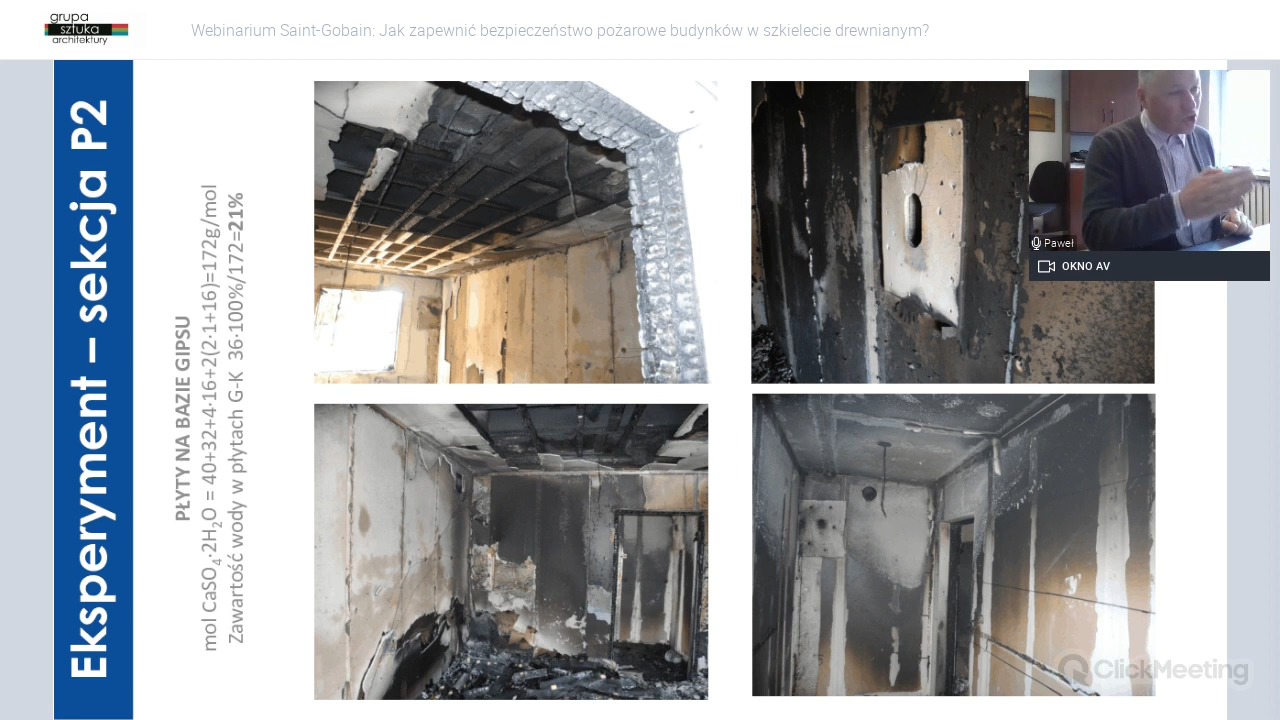 grupa
sztuka
architektury
Webinarium Saint-Gobain: Jak zapewnić bezpieczeństwo pożarowe budynków w szkielecie drewnianym?
Eksperyment – sekcja P2
PŁYTY NA BAZIE GIPSU
mol CaSO₄·2H₂O = 40+32+4·16+2(2·1+16)=172g/mol
Zawartość wody w płytach G-K 36·100%/172=21%
Paweł
OKNO AV
ClickMeeting